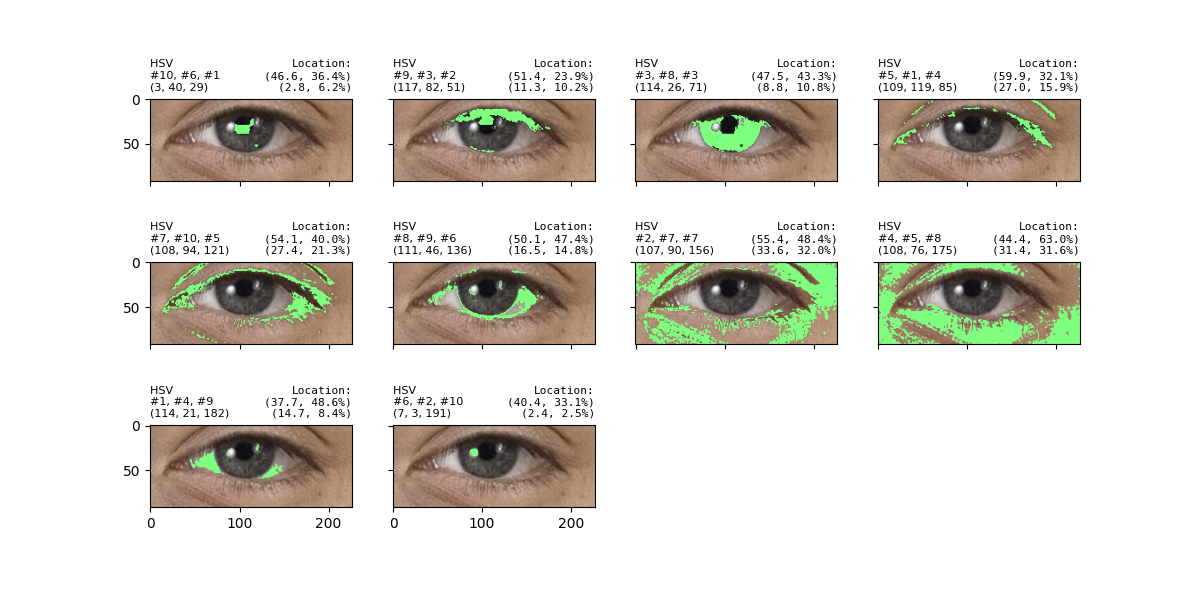 HSV Location:
#10, #6, #1 (46.6, 36.4%)
(3, 40, 29) (2.8, 6.2%)
HSV Location:
#9, #3, #2 (51.4, 23.9%)
(117, 82, 51) (11.3, 10.2%)
HSV Location:
#3, #8, #3 (47.5, 43.3%)
(114, 26, 71) (8.8, 10.8%)
HSV Location:
#5, #1, #4 (59.9, 32.1%)
(109, 119, 85) (27.0, 15.9%)
0
50
HSV Location:
#7, #10, #5 (54.1, 40.0%)
(108, 94, 121) (27.4, 21.3%)
HSV Location:
#8, #9, #6 (50.1, 47.4%)
(111, 46, 136) (16.5, 14.8%)
HSV Location:
#2, #7, #7 (55.4, 48.4%)
(107, 90, 156) (33.6, 32.0%)
HSV Location:
#4, #5, #8 (44.4, 63.0%)
(108, 76, 175) (31.4, 31.6%)
0
50
HSV Location:
#1, #4, #9 (37.7, 48.6%)
(114, 21, 182) (14.7, 8.4%)
HSV Location:
#6, #2, #10 (40.4, 33.1%)
(7, 3, 191) (2.4, 2.5%)
0
50
0 100 200
0 100 200